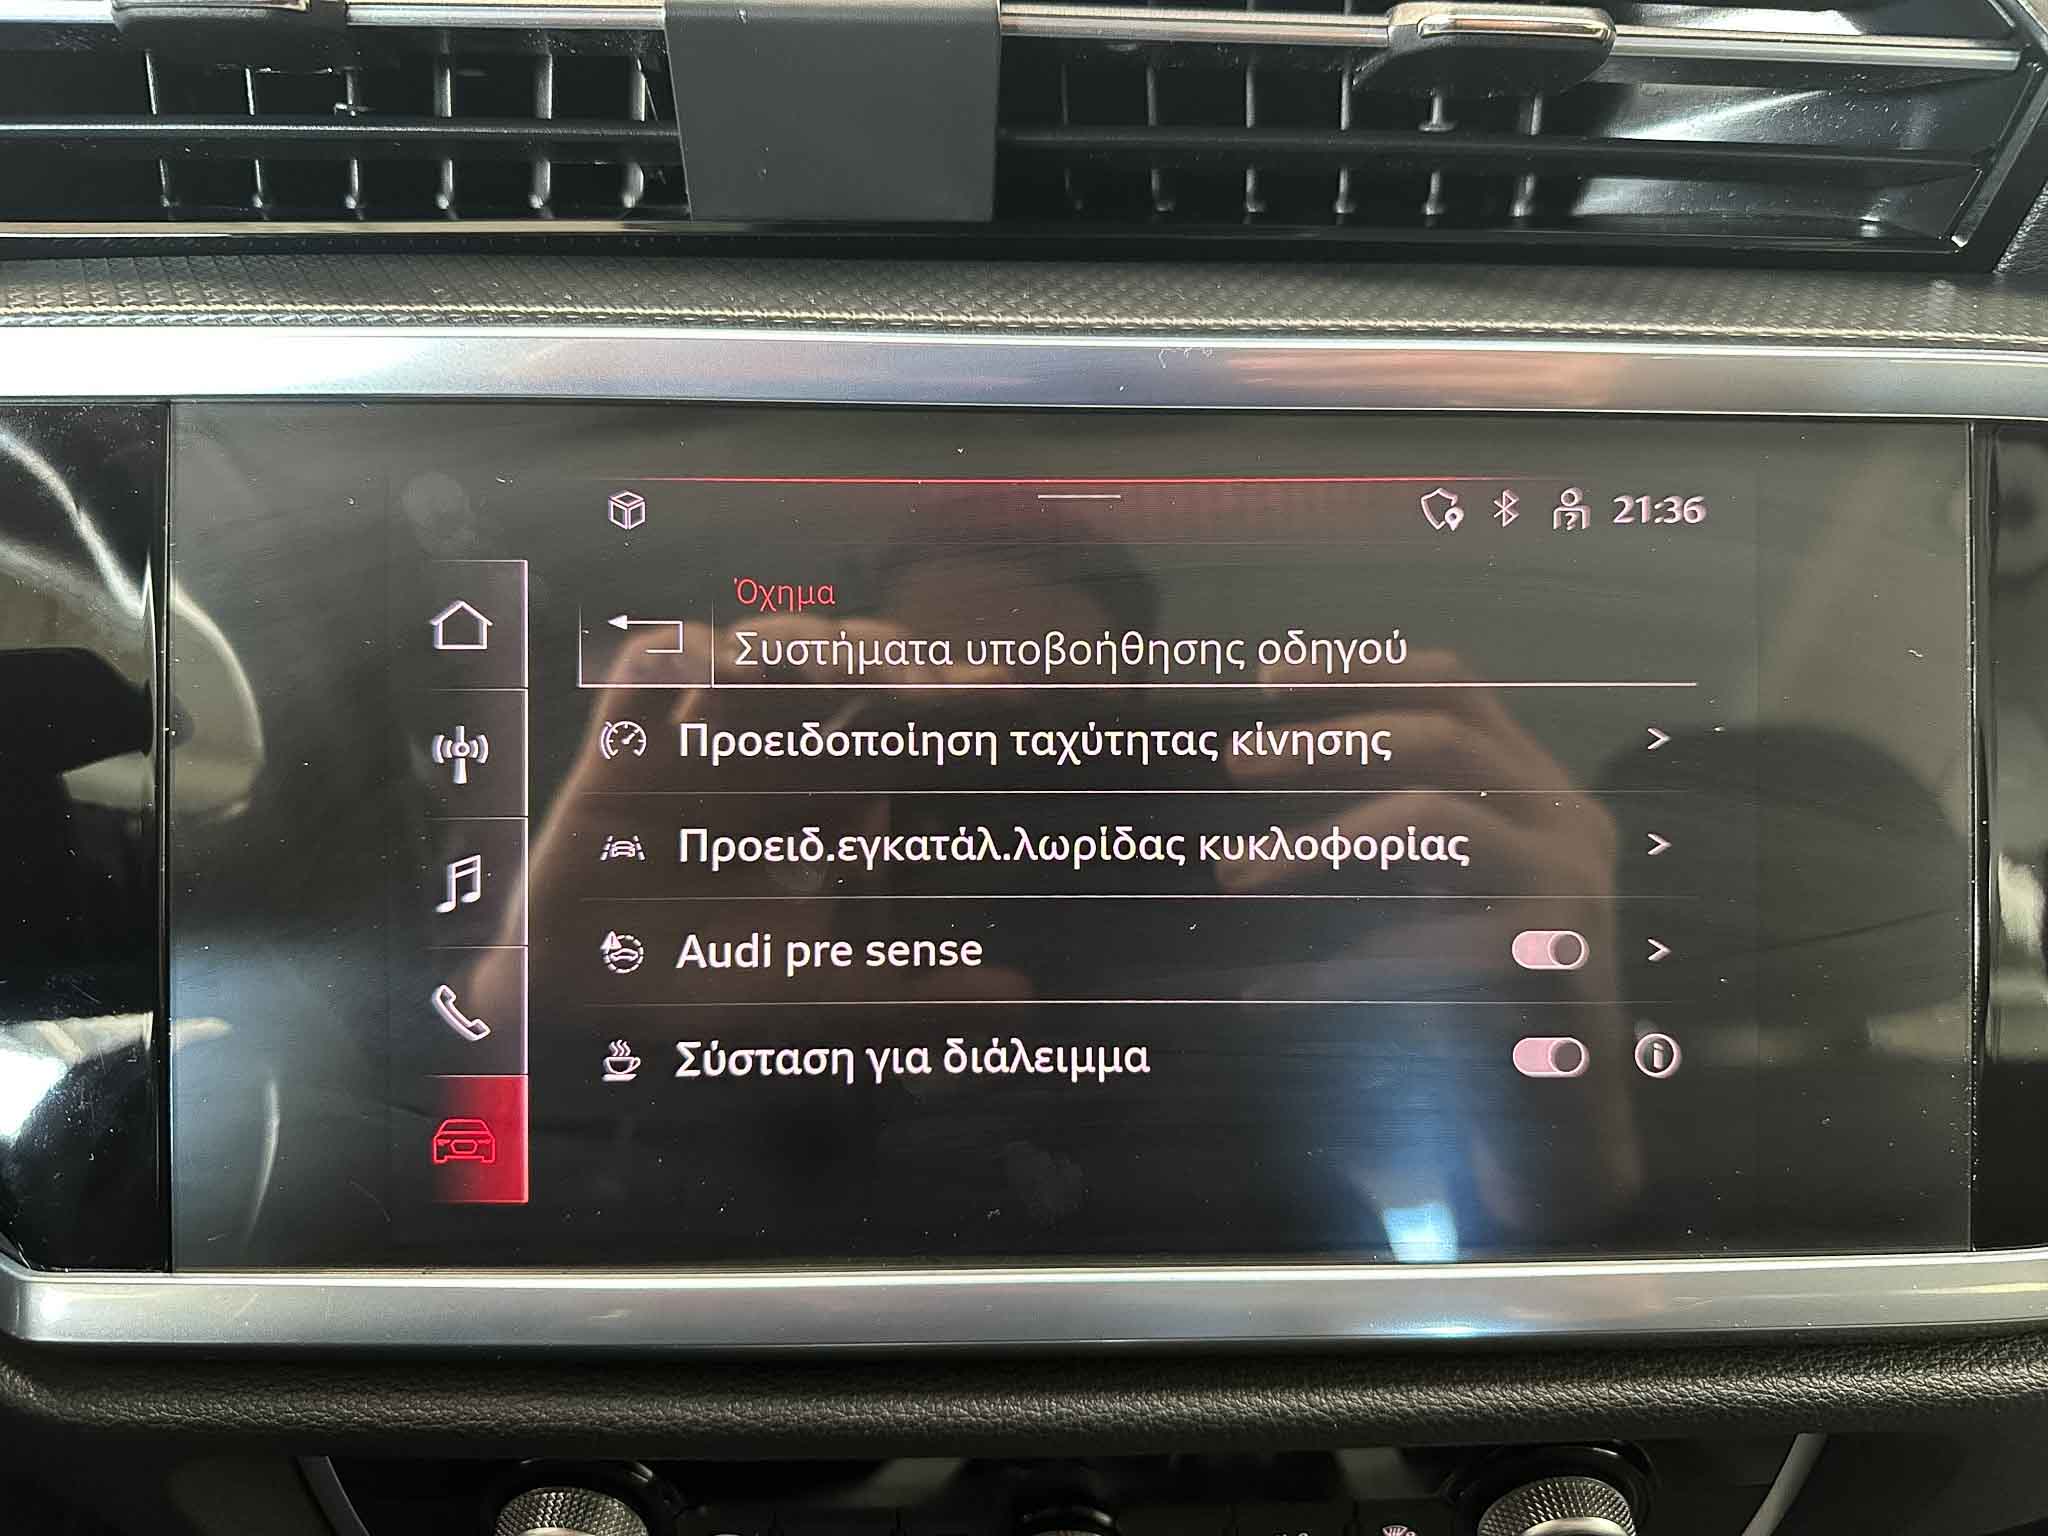 21:36
Όχημα
Συστήματα υποβοήθησης οδηγού
Προειδοποίηση ταχύτητας κίνησης
Προειδ.εγκατάλ.λωρίδας κυκλοφορίας
Audi pre sense
Σύσταση για διάλειμμα